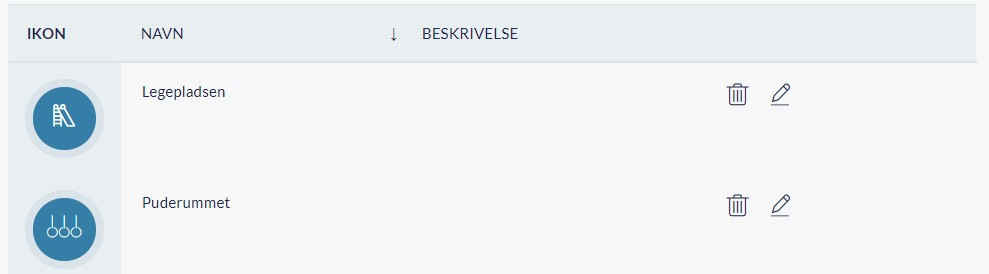 IKON NAVN ↓ BESKRIVELSE
Legepladsen
Puderummet